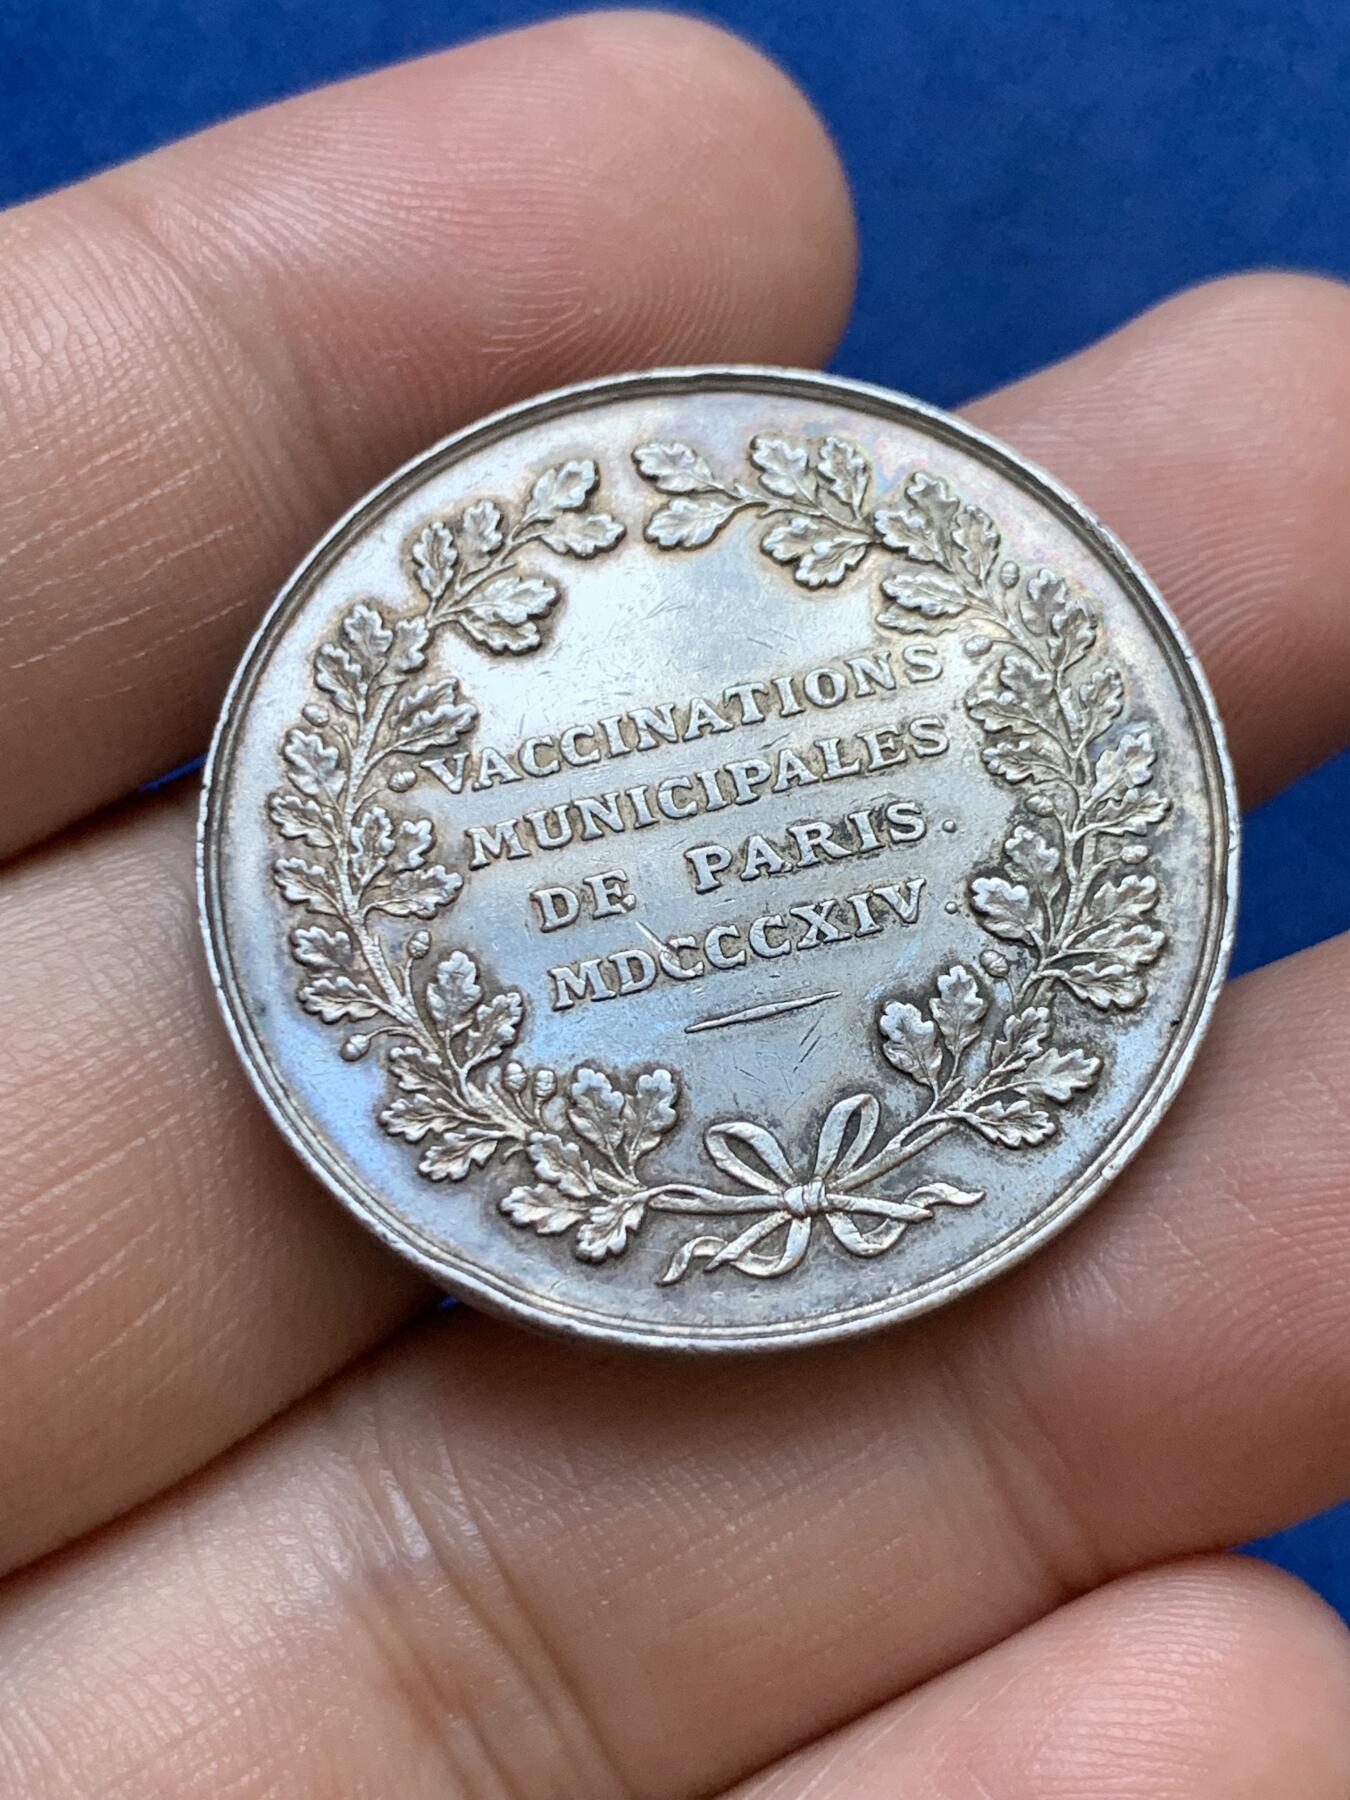 VACCINATIONS
MUNICIPALES
DE PARIS.
MDCCCXIV.